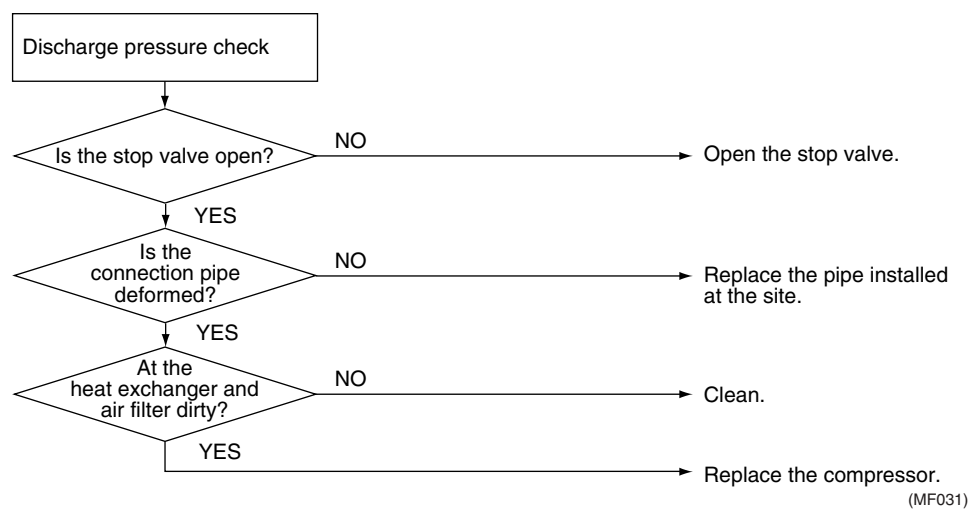 Discharge pressure check
Is the stop valve open?
NO
Open the stop valve.
YES
Is the
connection pipe
deformed?
NO
Replace the pipe installed
at the site.
YES
At the
heat exchanger and
air filter dirty?
NO
Clean.
YES
Replace the compressor.
(MF031)